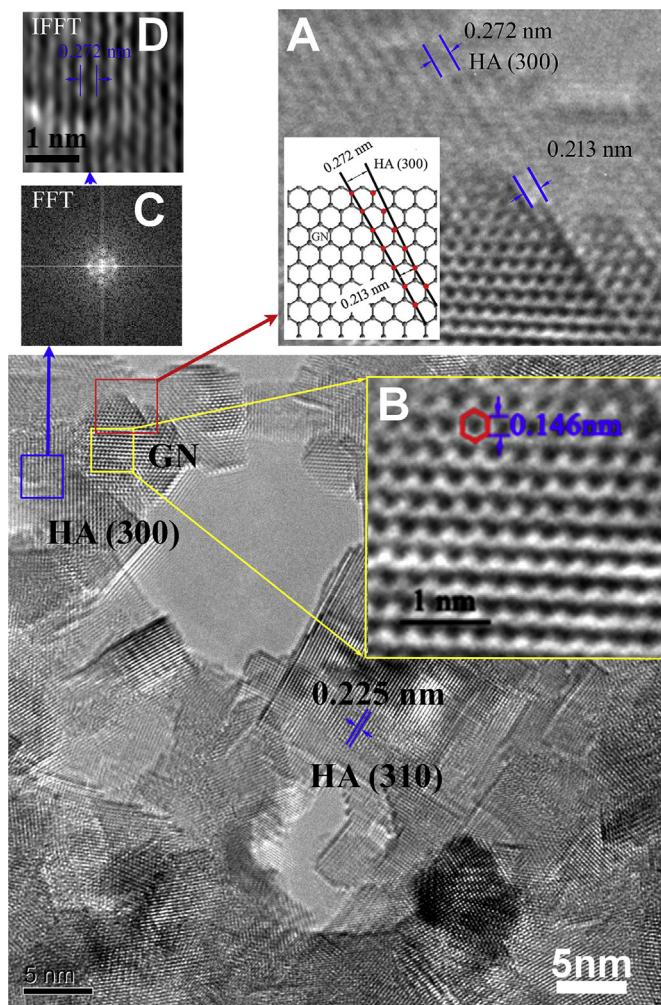 IFFT
D
0.272 nm
1 nm
FFT
C
A
0.272 nm
HA (300)
0.213 nm
0.272 nm
HA (300)
GN
0.213 nm
B
0.146nm
1 nm
GN
HA (300)
0.225 nm
HA (310)
5 nm
5nm